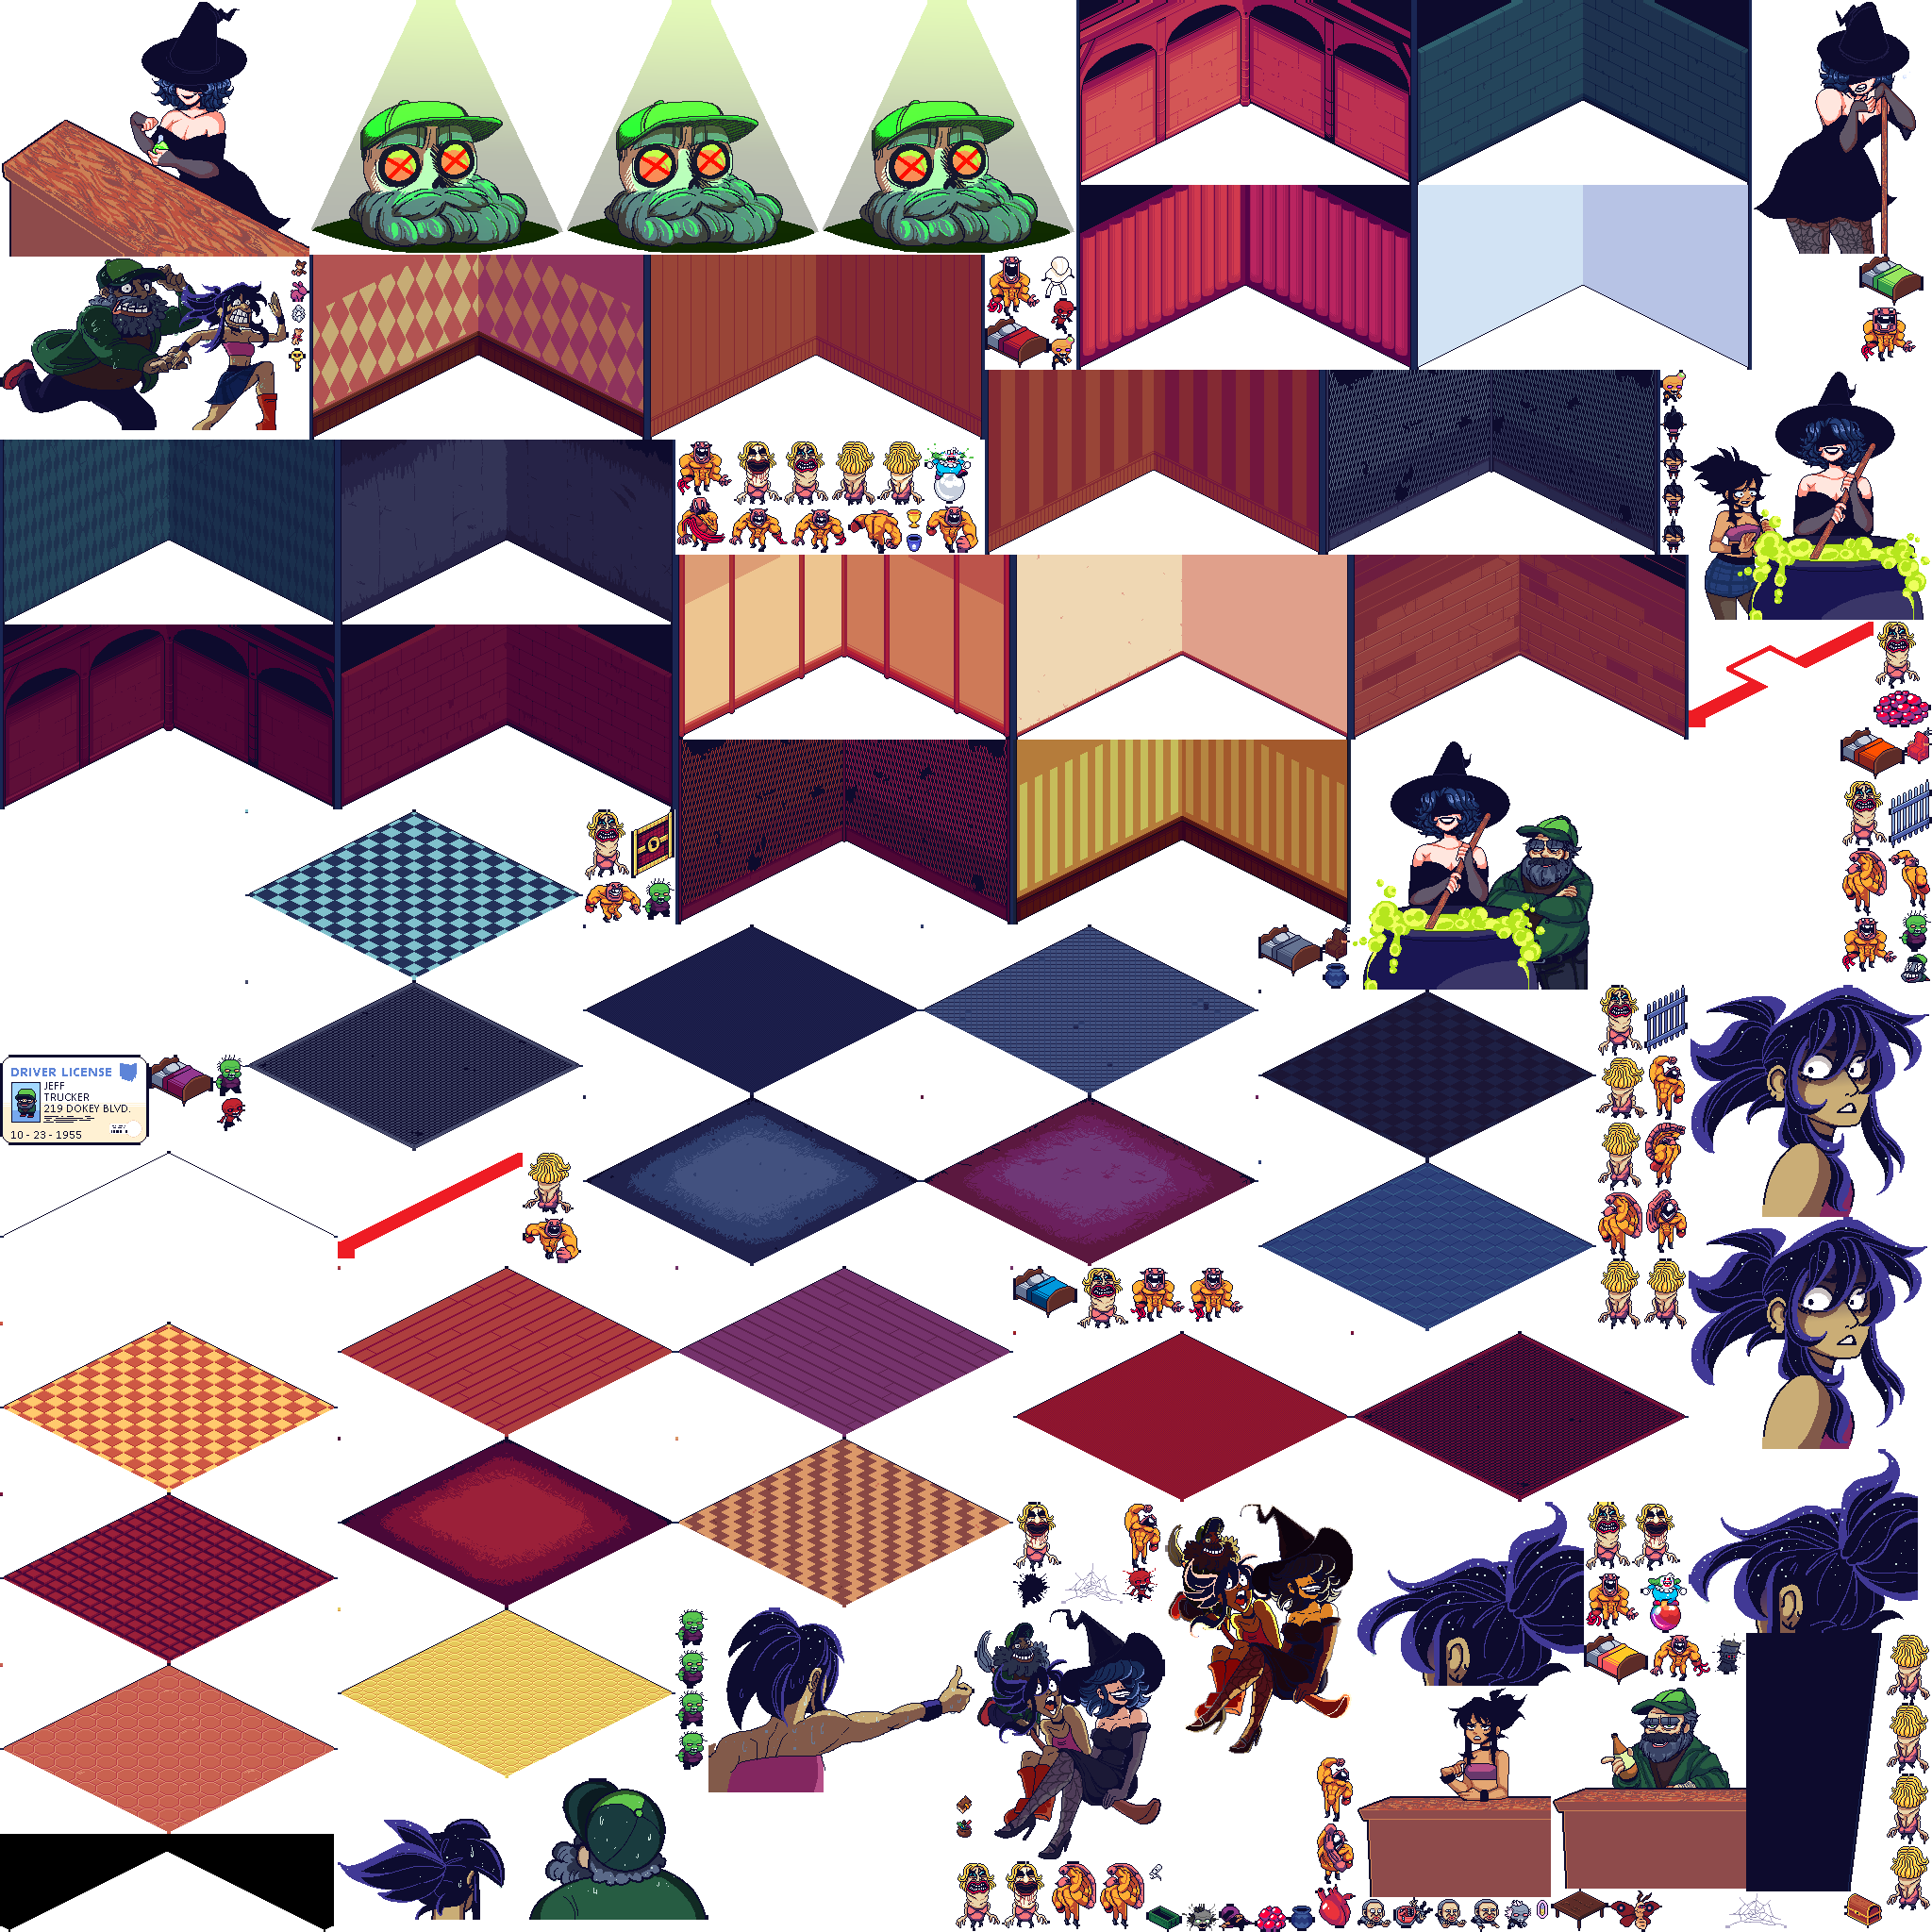 DRIVER LICENSE
JEFF
TRUCKER
219 DOKEY BLVD.
10 - 23 - 1955